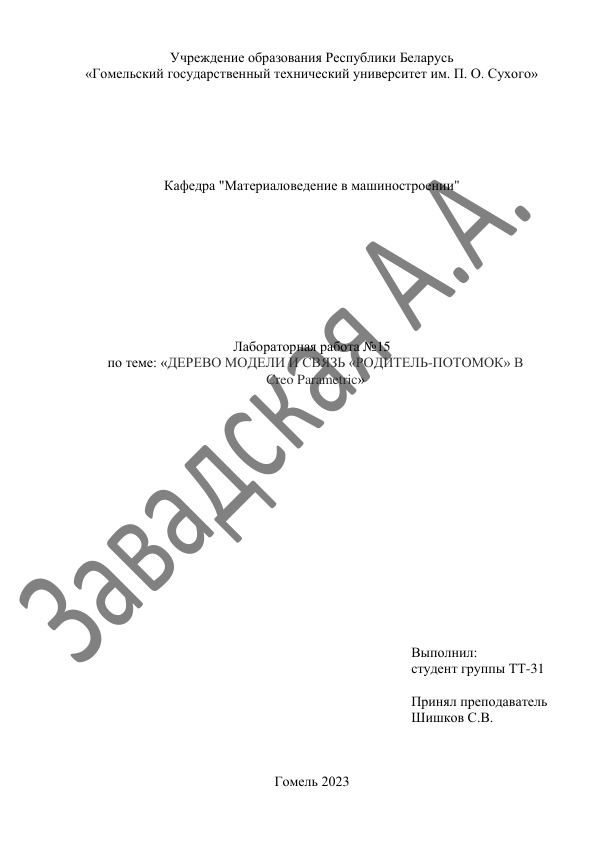 Учреждение образования Республики Беларусь
«Гомельский государственный технический университет им. П. О. Сухого»
Кафедра "Материаловедение в машиностроении"
Лабораторная работа №15
по теме: «ДЕРЕВО МОДЕЛИ И СВЯЗЬ «РОДИТЕЛЬ-ПОТОМОК» В
Creo Parametric»
Завадская А.А.
Выполнил:
студент группы ТТ-31
Принял преподаватель
Шишков С.В.
Гомель 2023